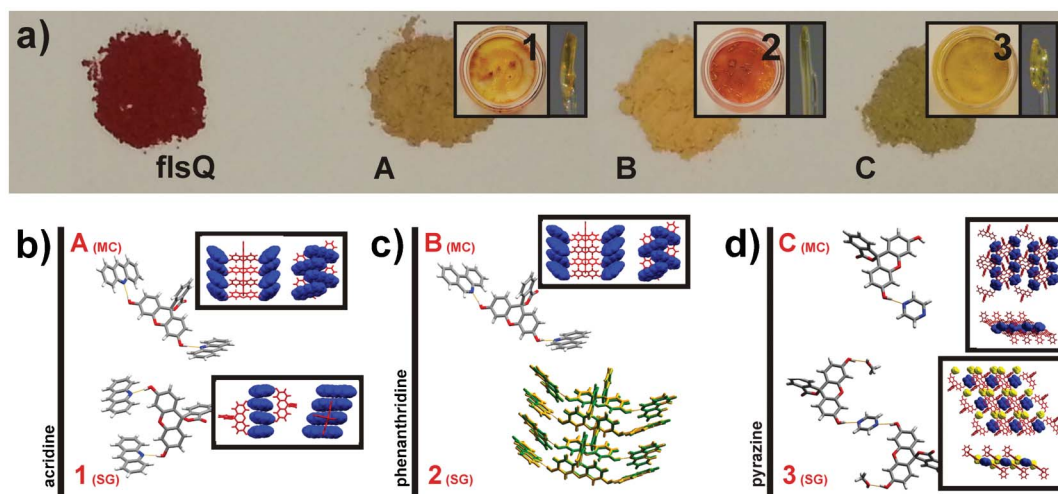 a)
1
2
3
flsQ
A
B
C
b)
A (MC)
acridine
1 (SG)
c)
B (MC)
phenanthridine
2 (SG)
d)
C (MC)
pyrazine
3 (SG)